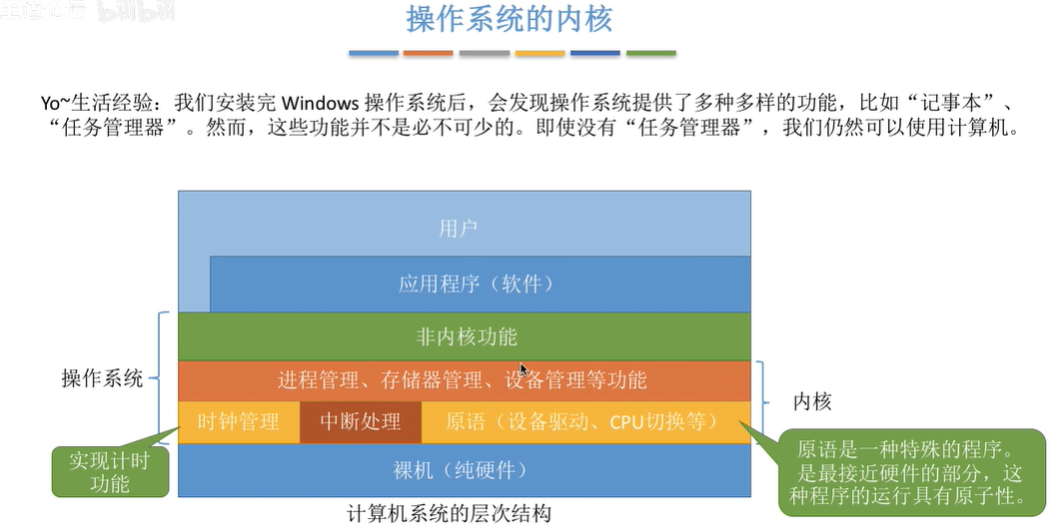 操作系统的内核
Yo~生活经验：我们安装完 Windows 操作系统后，会发现操作系统提供了多种多样的功能，比如“记事本”、
“任务管理器”。然而，这些功能并不是必不可少的。即使没有“任务管理器”，我们仍然可以使用计算机。
用户
应用程序（软件）
非内核功能
操作系统
进程管理、存储器管理、设备管理等功能
内核
时钟管理
中断处理
原语（设备驱动、CPU切换等）
实现计时
功能
裸机（纯硬件）
原语是一种特殊的程序。
是最接近硬件的部分，这
种程序的运行具有原子性。
计算机系统的层次结构